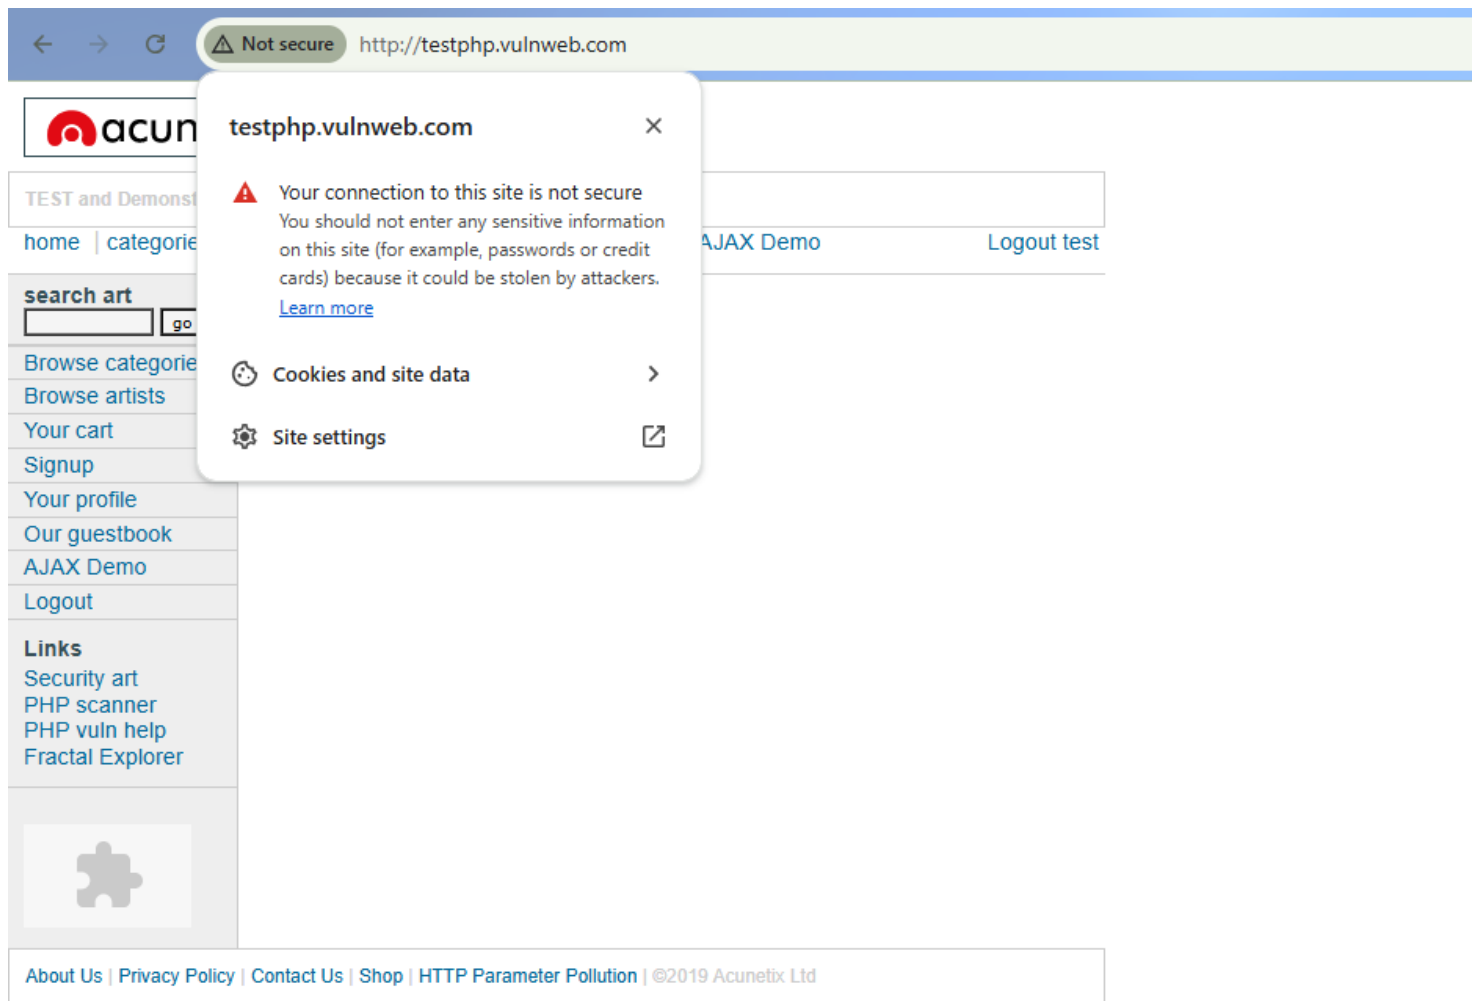 Not secure http://testphp.vulnweb.com
acun
testphp.vulnweb.com
Your connection to this site is not secure
You should not enter any sensitive information
on this site (for example, passwords or credit
cards) because it could be stolen by attackers.
Learn more
Cookies and site data
Site settings
TEST and Demonst
home | categorie
AJAX Demo
Logout test
search art
go
Browse categorie
Browse artists
Your cart
Signup
Your profile
Our guestbook
AJAX Demo
Logout
Links
Security art
PHP scanner
PHP vuln help
Fractal Explorer
About Us | Privacy Policy | Contact Us | Shop | HTTP Parameter Pollution | ©2019 Acunetix Ltd